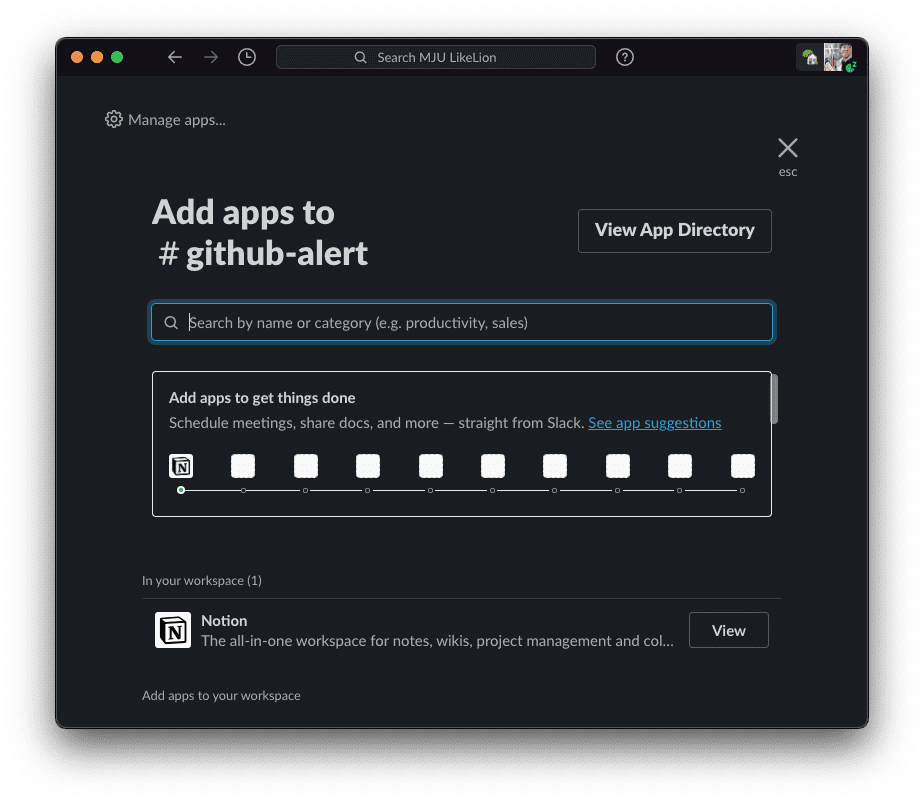 Search MJU LikeLion
Manage apps...
esc
Add apps to
# github-alert
View App Directory
Search by name or category (e.g. productivity, sales)
Add apps to get things done
Schedule meetings, share docs, and more — straight from Slack. See app suggestions
In your workspace (1)
Notion
The all-in-one workspace for notes, wikis, project management and col...
View
Add apps to your workspace